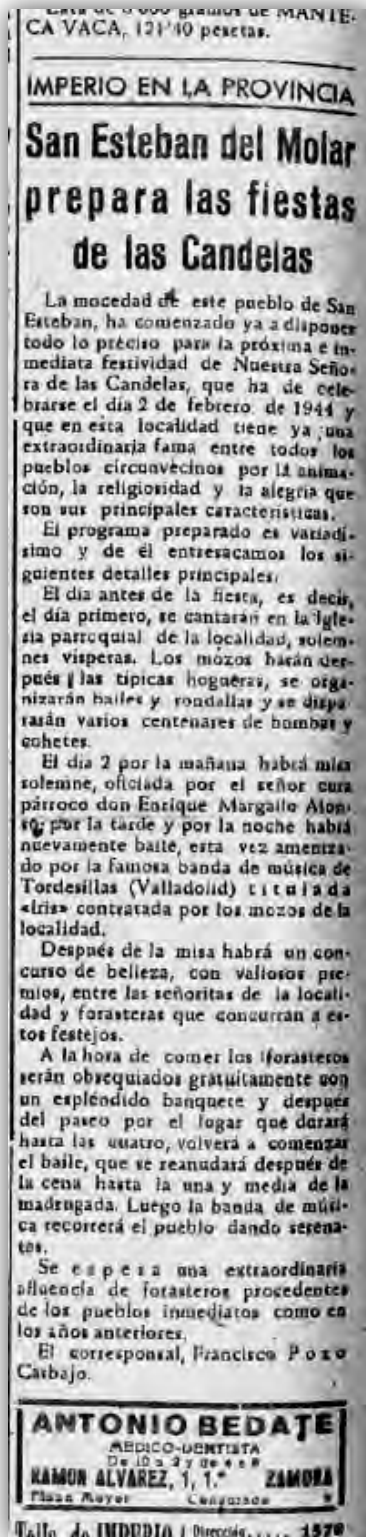 gramos de MANTE-
CA VACA, 121'40 pesetas.
IMPERIO EN LA PROVINCIA
San Esteban del Molar
prepara las fiestas
de las Candelas
La mocedad de este pueblo de San
Esteban, ha comenzado ya a disponer
todo lo préciso para la próxima e in-
mediata festividad de Nuestra Seño-
ra de las Candelas, que ha de cele-
brarse el día 2 de febrero de 1944 y
que en esta localidad tiene ya una
extraordinaria fama entre todos los
pueblos circunvecinos por la anima-
ción, la religiosidad y la alegría que
son sus principales características.
El programa preparado es variadí-
simo y de él entresacamos los si-
guientes detalles principales.
El día antes de la fiesta, es decir,
el día primero, se cantarán en la Igle-
sia parroquial de la localidad, solem-
nes vísperas. Los mozos harán des-
pués las típicas hogueras, se orga-
nizarán bailes y rondallas y se dispa-
rarán varios centenares de bombas y
cohetes.
El día 2 por la mañana habrá misa
solemne, oficiada por el señor cura
párroco don Enrique Margallo Alon-
so; por la tarde y por la noche habrá
nuevamente baile, esta vez ameniza-
do por la famosa banda de música de
Tordesillas (Valladolid) titulada
«Iris» contratada por los mozos de la
localidad.
Después de la misa habrá un con-
curso de belleza, con valiosos pre-
mios, entre las señoritas de la locali-
dad y forasteras que concurran a es-
tos festejos.
A la hora de comer los forasteros
serán obsequiados gratuitamente con
un espléndido banquete y después
del paseo por el lugar que durará
hasta las cuatro, volverá a comenzar
el baile, que se reanudará después de
la cena hasta la una y media de la
madrugada. Luego la banda de músi-
ca recorrerá el pueblo dando serena-
tas.
Se espera una extraordinaria
afluencia de forasteros procedentes
de los pueblos inmediatos como en
los años anteriores.
El corresponsal, Francisco Pozo
Carbajo.
ANTONIO BEDATE
MEDICO-DENTISTA
De 10 a 2 y de 4 a 8
RAMON ALVAREZ, 1, 1.° ZAMORA
Plaza Mayor Censurado
de IMPERIO Dirección 1570